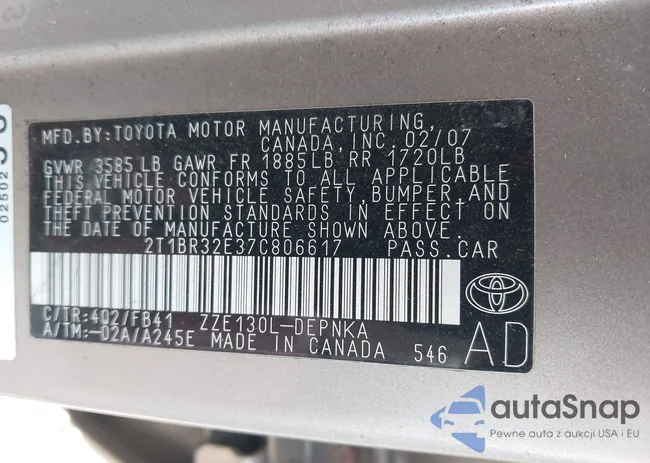 MFD. BY: TOYOTA MOTOR MANUFACTURING,
CANADA, INC. 02/07
GVWR 3585 LB GAWR FR 1885LB RR 1720LB
THIS VEHICLE CONFORMS TO ALL APPLICABLE
FEDERAL MOTOR VEHICLE SAFETY, BUMPER, AND
THEFT PREVENTION STANDARDS IN EFFECT ON
THE DATE OF MANUFACTURE SHOWN ABOVE.
2T1BR32E37C806617 PASS. CAR
C/TR: 4Q2/FB41 ZZE130L-DEPNKA
A/TM: -02A/A245E MADE IN CANADA 546 AD
02502
autaSnap
Pewne auta z aukcji USA i EU